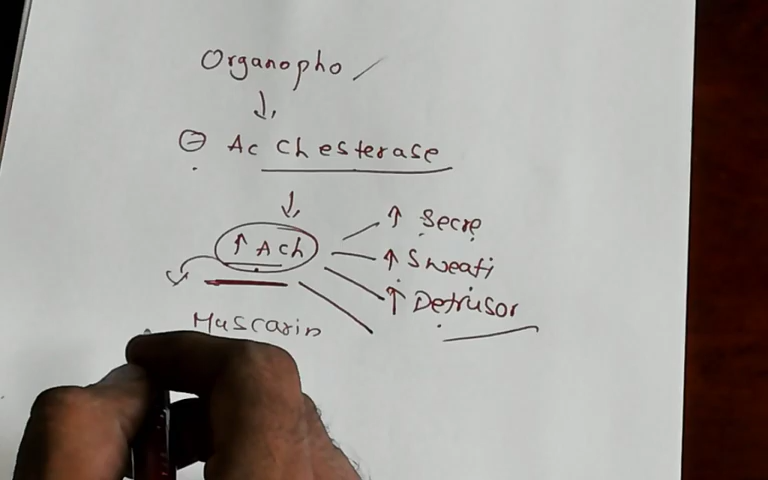 Organopho
↓
⊖ Ac Chesterase
↓
↑ Ach
↑ Secre
↑ Sweati
↑ Detrusor
Muscarin